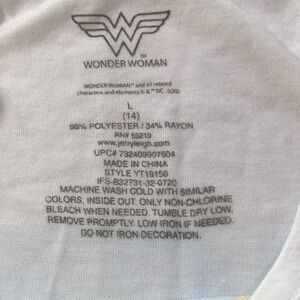 WONDER WOMAN
WONDER WOMAN™ and all related
characters and elements © & ™ DC. (s20)
L
(14)
66% POLYESTER / 34% RAYON
RN# 55219
www.jerryleigh.com
UPC# 732409907504
MADE IN CHINA
STYLE YT19156
IFS-B32731-32-0720
MACHINE WASH COLD WITH SIMILAR
COLORS, INSIDE OUT. ONLY NON-CHLORINE
BLEACH WHEN NEEDED. TUMBLE DRY LOW,
REMOVE PROMPTLY. LOW IRON IF NEEDED.
DO NOT IRON DECORATION.